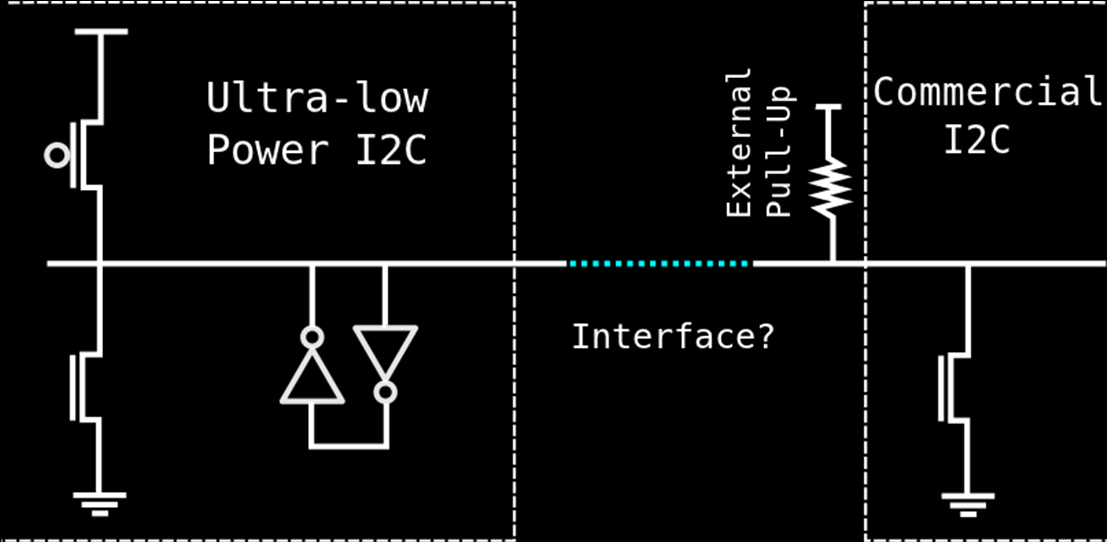 Ultra-low
Power I2C
External
Pull-Up
Commercial
I2C
Interface?